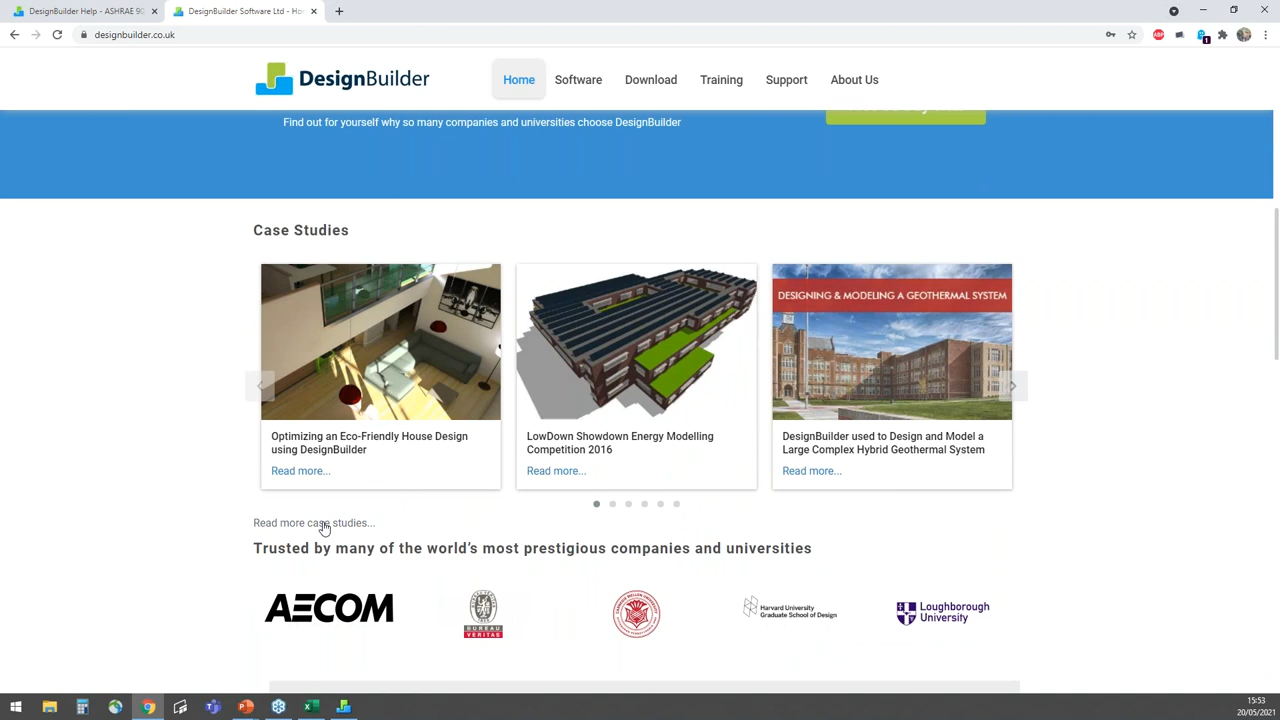 DesignBuilder Help - ASHRAE 90
DesignBuilder Software Ltd - Ho
designbuilder.co.uk
1
DesignBuilder
Home
Software
Download
Training
Support
About Us
Find out for yourself why so many companies and universities choose DesignBuilder
Case Studies
DESIGNING & MODELING A GEOTHERMAL SYSTEM
Optimizing an Eco-Friendly House Design
using DesignBuilder
Read more...
LowDown Showdown Energy Modelling
Competition 2016
Read more...
DesignBuilder used to Design and Model a
Large Complex Hybrid Geothermal System
Read more...
Read more case studies...
Trusted by many of the world's most prestigious companies and universities
AECOM
BUREAU
VERITAS
Harvard University
Graduate School of Design
Loughborough
University
15:53
20/05/2021